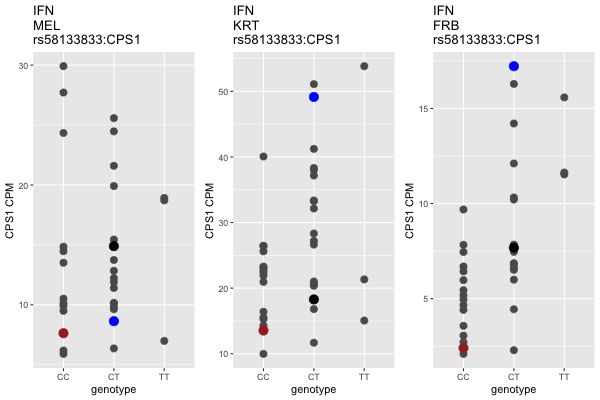 IFN
MEL
rs58133833:CPS1
30
20
10
CPS1 CPM
CC CT TT
genotype
IFN
KRT
rs58133833:CPS1
50
40
30
20
10
CPS1 CPM
CC CT TT
genotype
IFN
FRB
rs58133833:CPS1
15
10
5
CPS1 CPM
CC CT TT
genotype